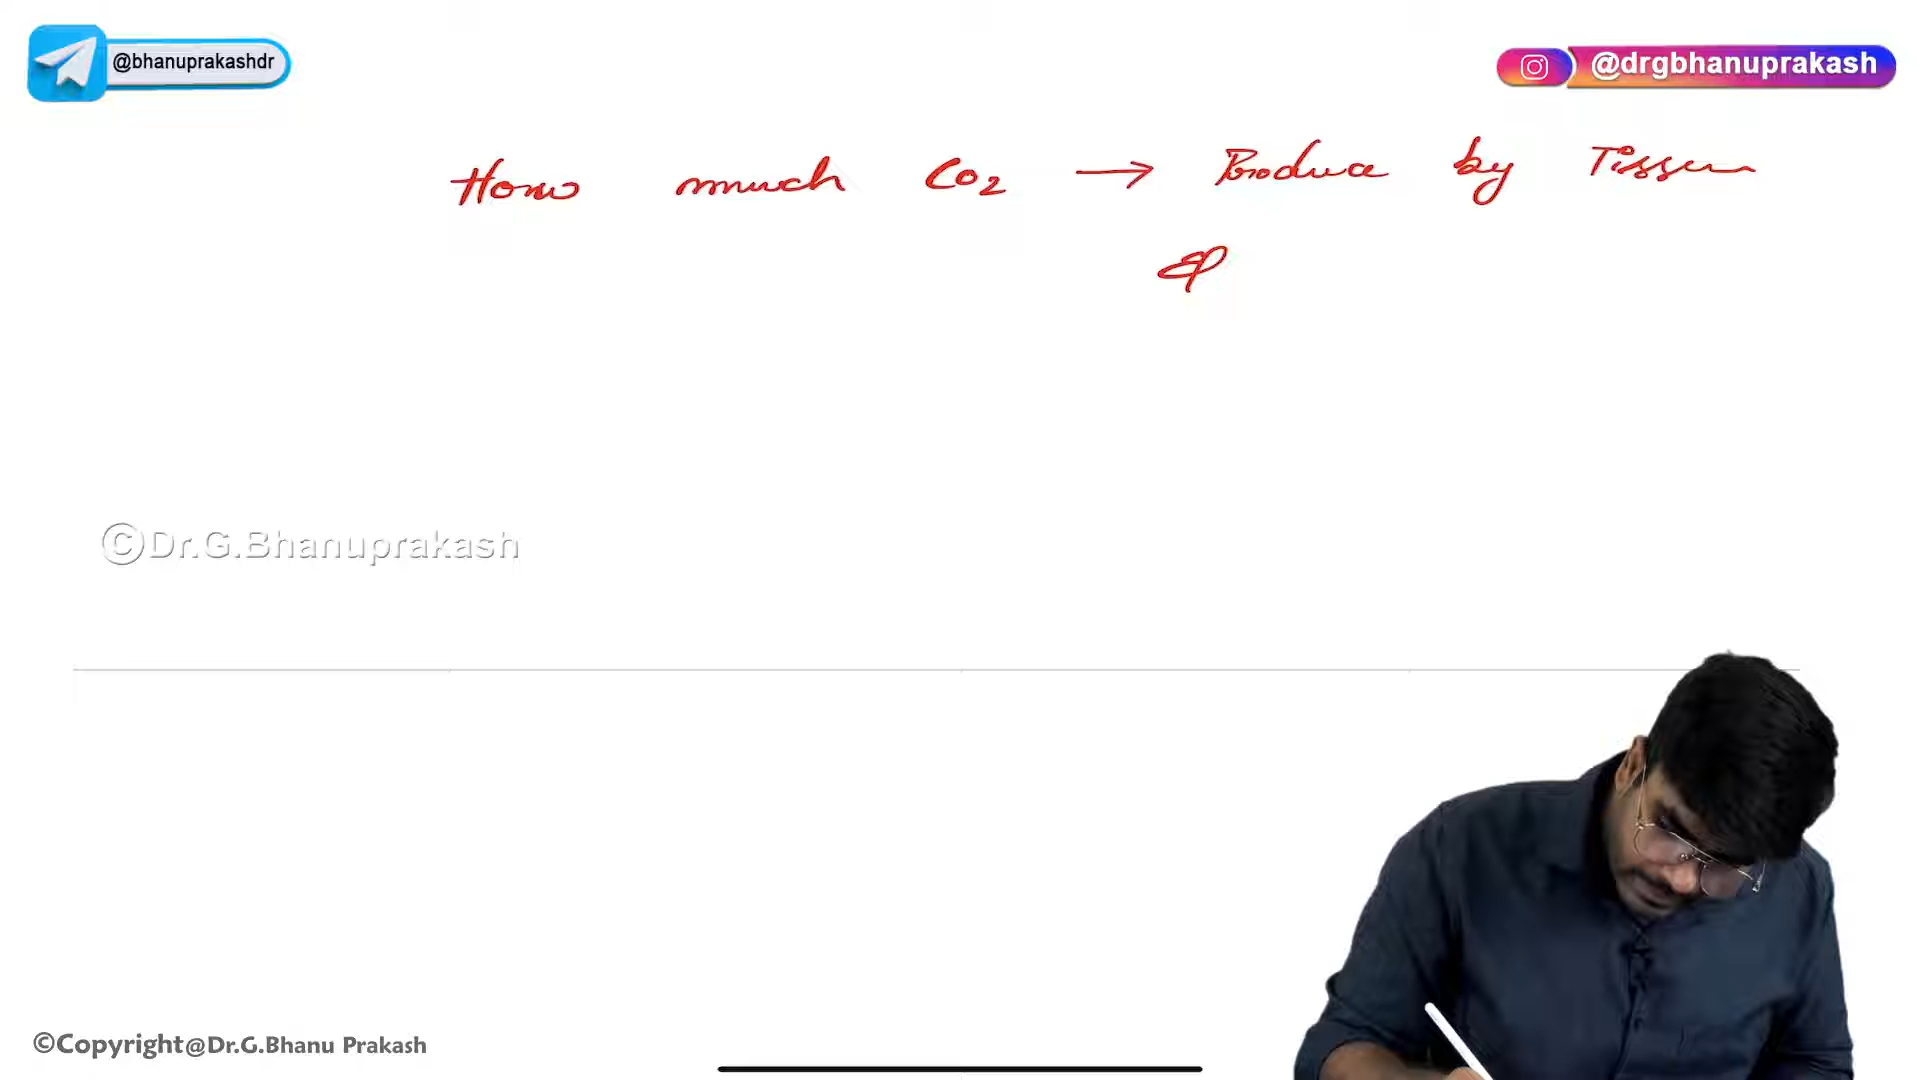 @bhanuprakashdr
@drgbhanuprakash
How much CO2 → Produce by Tissue
&
©Dr.G.Bhanuprakash
©Copyright@Dr.G.Bhanu Prakash